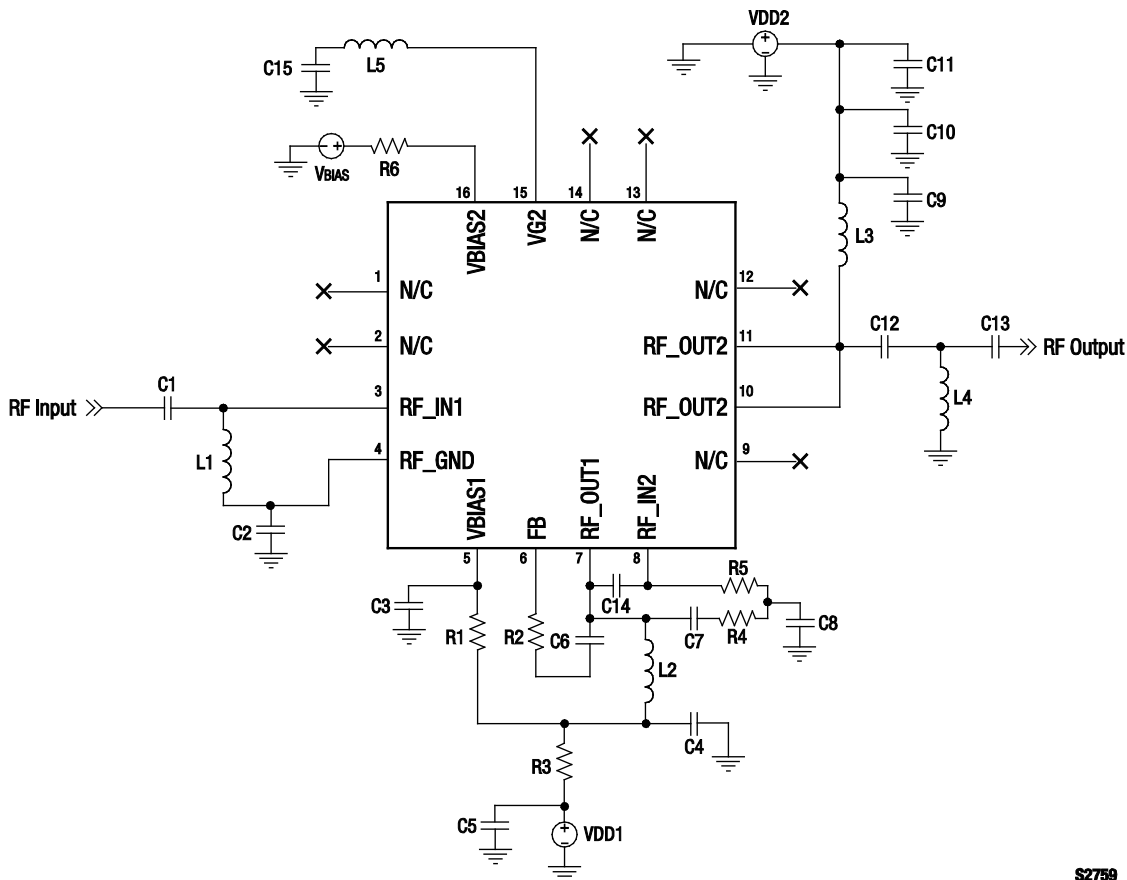 VDD2
C15
L5
C11
C10
VBIAS
R6
C9
16
15
14
13
VBIAS2
VG2
N/C
N/C
L3
1
N/C
N/C
12
2
N/C
RF_OUT2
11
C12
C13
RF Output
RF Input
C1
3
RF_IN1
RF_OUT2
10
L4
L1
4
RF_GND
N/C
9
C2
VBIAS1
FB
RF_OUT1
RF_IN2
5
6
7
8
C3
R1
R2
C6
C14
R5
C7
R4
C8
L2
C4
R3
C5
VDD1
S2759